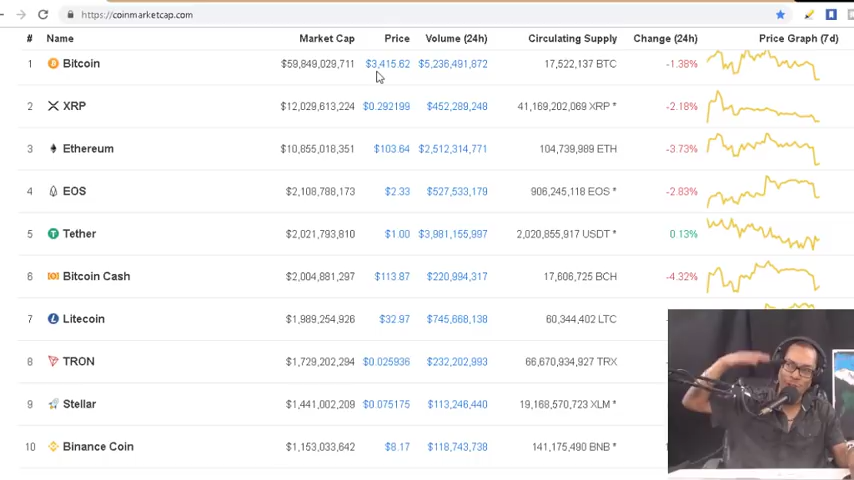 https://coinmarketcap.com
# Name Market Cap Price Volume (24h) Circulating Supply Change (24h) Price Graph (7d)
1 Bitcoin $59,849,029,711 $3,415.62 $5,236,491,872 17,522,137 BTC -1.38%
2 XRP $12,029,613,224 $0.292199 $452,289,248 41,169,202,069 XRP * -2.18%
3 Ethereum $10,855,018,351 $103.64 $2,512,314,771 104,739,989 ETH -3.73%
4 EOS $2,108,788,173 $2.33 $527,533,179 906,245,118 EOS * -2.83%
5 Tether $2,021,793,810 $1.00 $3,981,155,997 2,020,855,917 USDT * 0.13%
6 Bitcoin Cash $2,004,881,297 $113.87 $220,994,317 17,606,725 BCH -4.32%
7 Litecoin $1,989,254,926 $32.97 $745,668,138 60,344,402 LTC
8 TRON $1,729,202,294 $0.025936 $232,202,993 66,670,934,927 TRX
9 Stellar $1,441,002,209 $0.075175 $113,246,440 19,168,570,723 XLM *
10 Binance Coin $1,153,033,642 $8.17 $118,743,738 141,175,490 BNB *